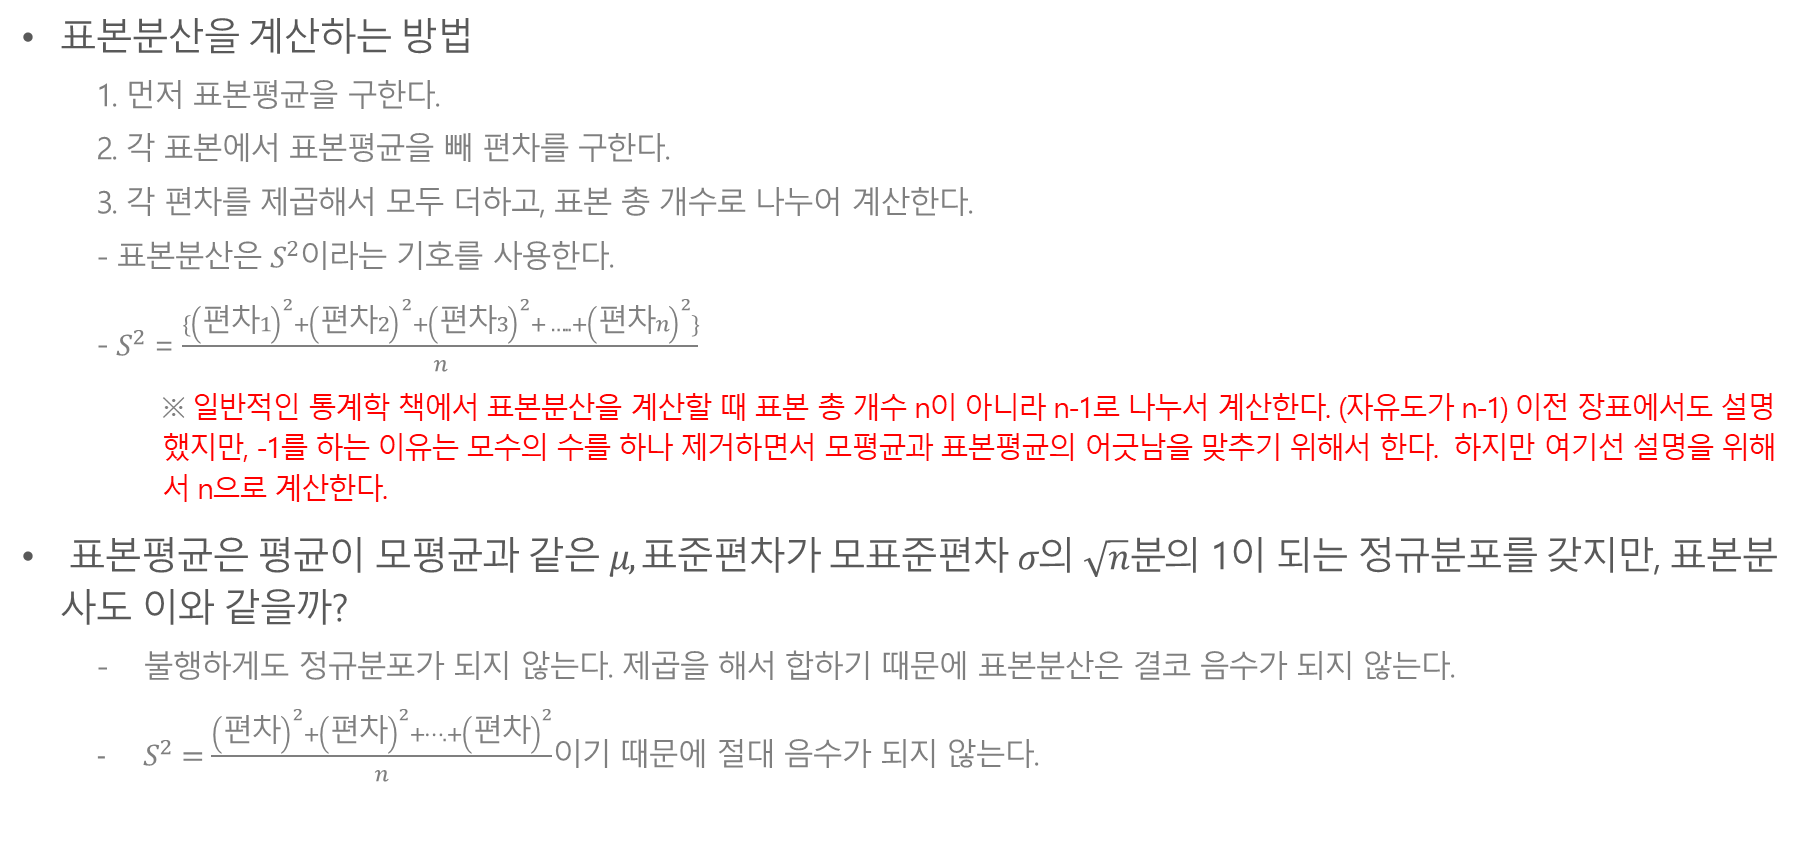 • 표본분산을 계산하는 방법
1. 먼저 표본평균을 구한다.
2. 각 표본에서 표본평균을 빼 편차를 구한다.
3. 각 편차를 제곱해서 모두 더하고, 표본 총 개수로 나누어 계산한다.
- 표본분산은 𝑆²이라는 기호를 사용한다.
- 𝑆² = {(편차1)²+(편차2)²+(편차3)²+ .....+(편차𝑛)²} / 𝑛
※ 일반적인 통계학 책에서 표본분산을 계산할 때 표본 총 개수 n이 아니라 n-1로 나누서 계산한다. (자유도가 n-1) 이전 장표에서도 설명
했지만, -1를 하는 이유는 모수의 수를 하나 제거하면서 모평균과 표본평균의 어긋남을 맞추기 위해서 한다. 하지만 여기선 설명을 위해
서 n으로 계산한다.
• 표본평균은 평균이 모평균과 같은 𝜇, 표준편차가 모표준편차 𝜎의 √𝑛분의 1이 되는 정규분포를 갖지만, 표본분
사도 이와 같을까?
- 불행하게도 정규분포가 되지 않는다. 제곱을 해서 합하기 때문에 표본분산은 결코 음수가 되지 않는다.
- 𝑆² = (편차)²+(편차)²+⋯.+(편차)² / 𝑛 이기 때문에 절대 음수가 되지 않는다.